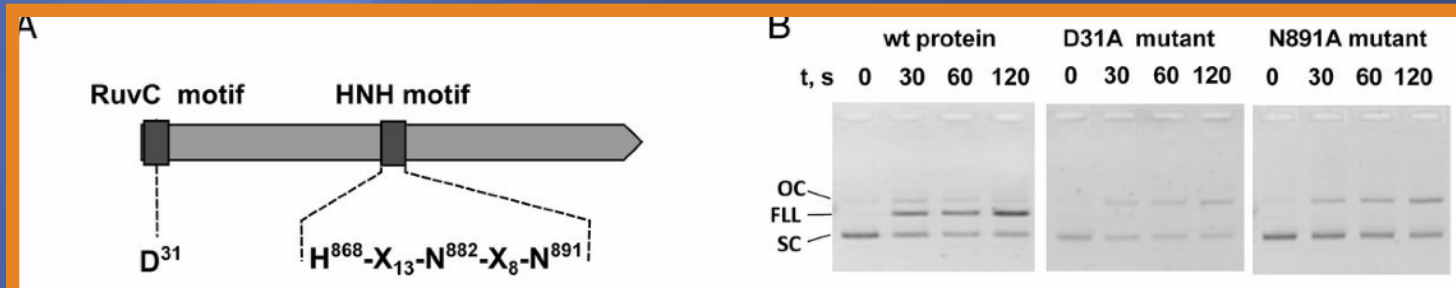 A
RuvC motif HNH motif
D³¹
H⁸⁶⁸-X₁₃-N⁸⁸²-X₈-N⁸⁹¹
B
wt protein D31A mutant N891A mutant
t, s 0 30 60 120 0 30 60 120 0 30 60 120
OC
FLL
SC